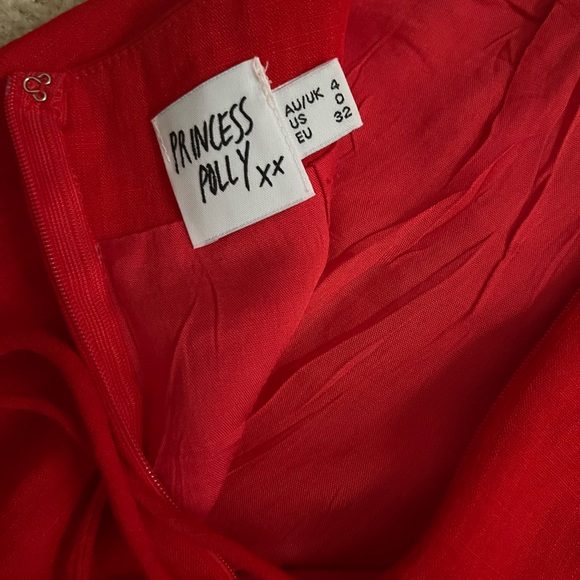 PRINCESS
POLLY xx
AU/UK 4
US 0
EU 32